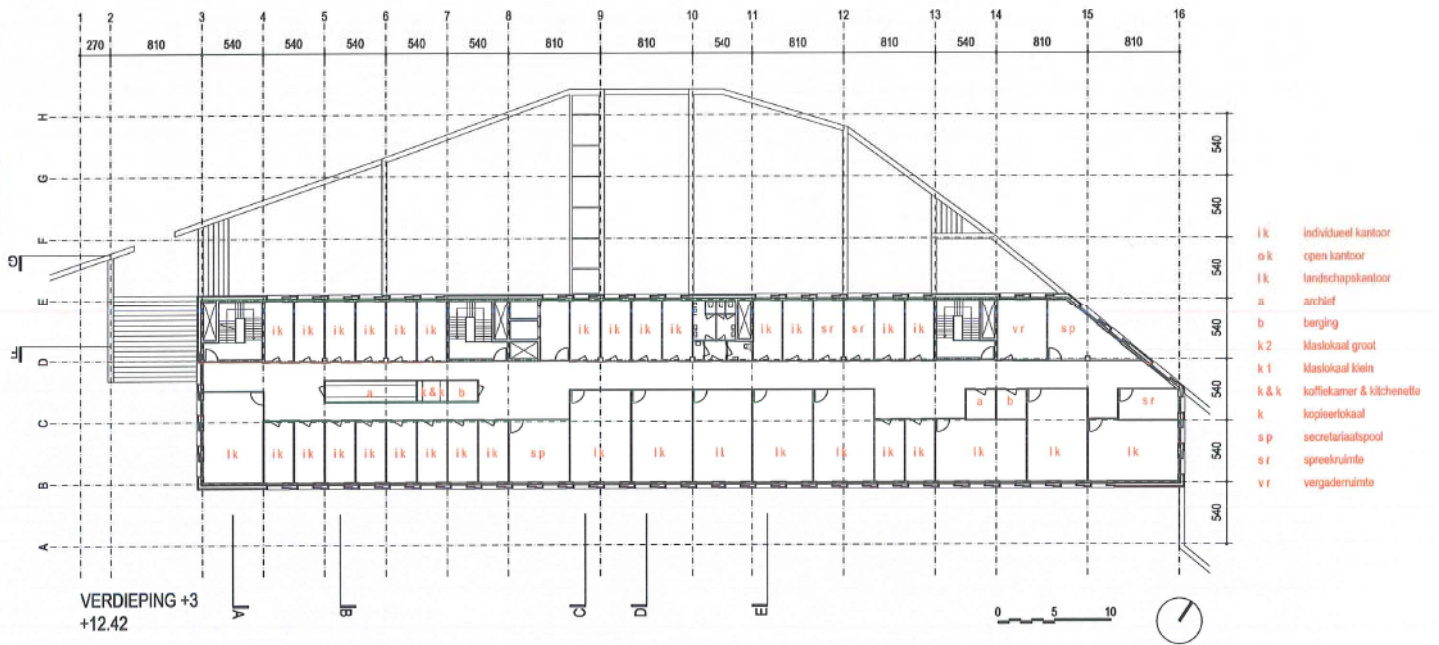 1 2 3 4 5 6 7 8 9 10 11 12 13 14 15 16
270 810 540 540 540 540 540 810 810 540 810 810 540 810 810
H
G
F
E
D
C
B
A
G
F
540
540
540
540
540
540
540
i k i k i k i k i k i k i k i k i k i k i k i k s r s r i k i k v r s p
a k & k b a b s r
l k i k i k i k i k i k i k i k i k s p l k l k l k l k l k i k i k l k l k l k
i k individueel kantoor
o k open kantoor
l k landschapskantoor
a archief
b berging
k 2 klaslokaal groot
k 1 klaslokaal klein
k & k koffiekamer & kitchenette
k kopieerlokaal
s p secretariaatspool
s r spreekruimte
v r vergaderruimte
A B C D E
VERDIEPING +3
+12.42
0 5 10